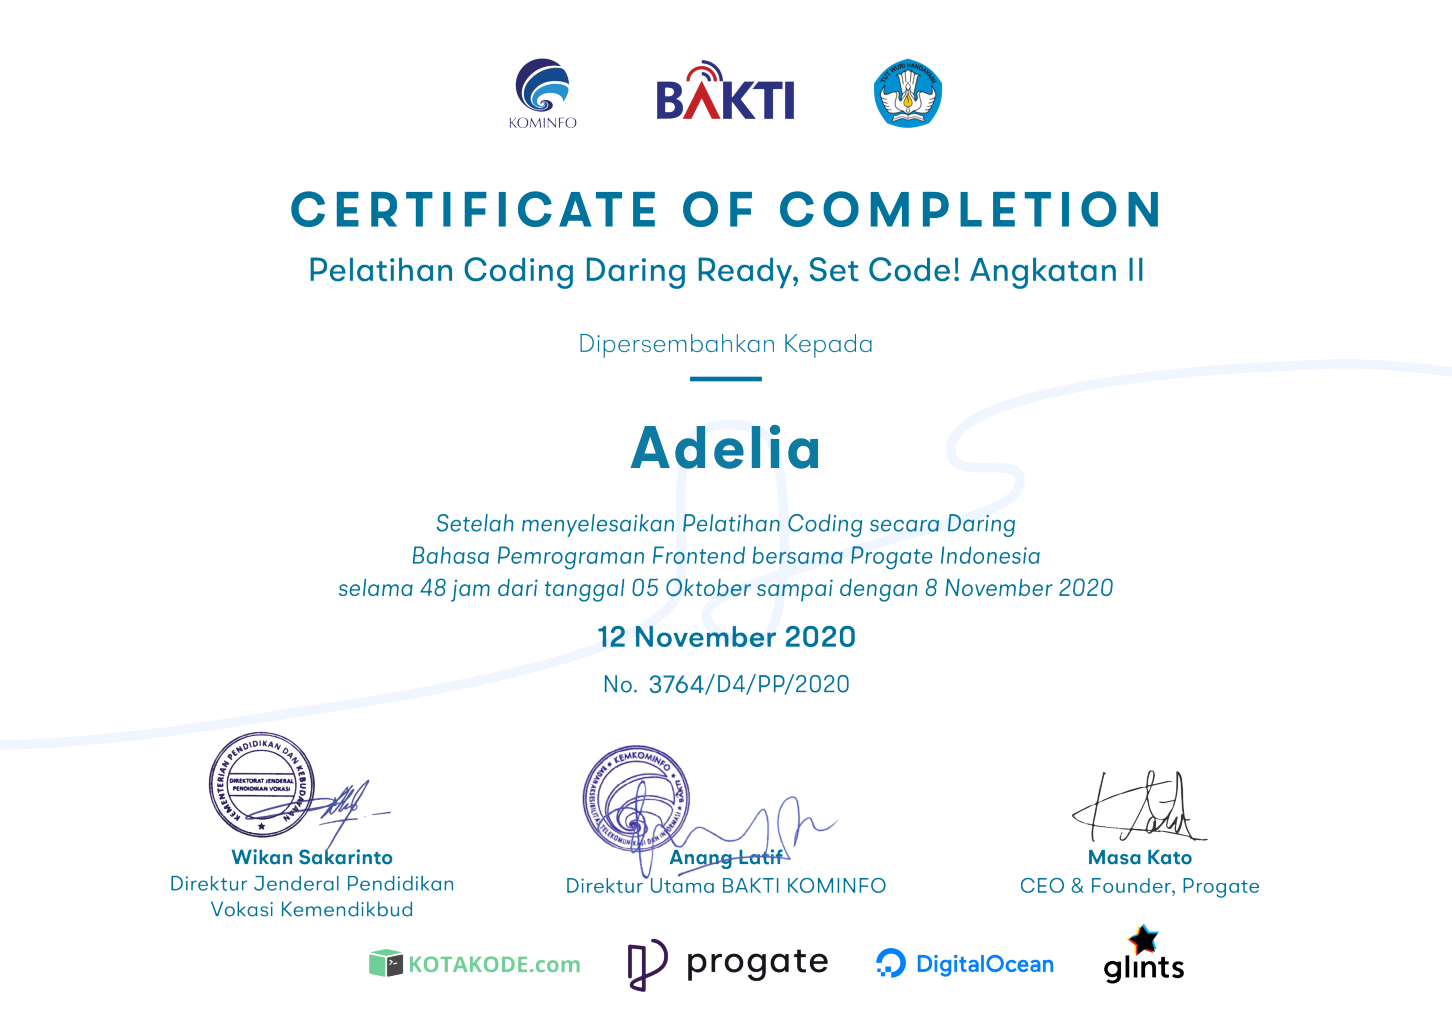 KOMINFO
BAKTI
TUT WURI HANDAYANI
CERTIFICATE OF COMPLETION
Pelatihan Coding Daring Ready, Set Code! Angkatan II
Dipersembahkan Kepada
Adelia
Setelah menyelesaikan Pelatihan Coding secara Daring
Bahasa Pemrograman Frontend bersama Progate Indonesia
selama 48 jam dari tanggal 05 Oktober sampai dengan 8 November 2020
12 November 2020
No. 3764/D4/PP/2020
KEMENTERIAN PENDIDIKAN DAN KEBUDAYAAN
DIREKTORAT JENDERAL
PENDIDIKAN VOKASI
KEMKOMINFO
BAKTI
BADAN AKSESIBILITAS TELEKOMUNIKASI DAN INFORMASI
Wikan Sakarinto
Direktur Jenderal Pendidikan
Vokasi Kemendikbud
Anang Latif
Direktur Utama BAKTI KOMINFO
Masa Kato
CEO & Founder, Progate
KOTAKODE.com
progate
DigitalOcean
glints